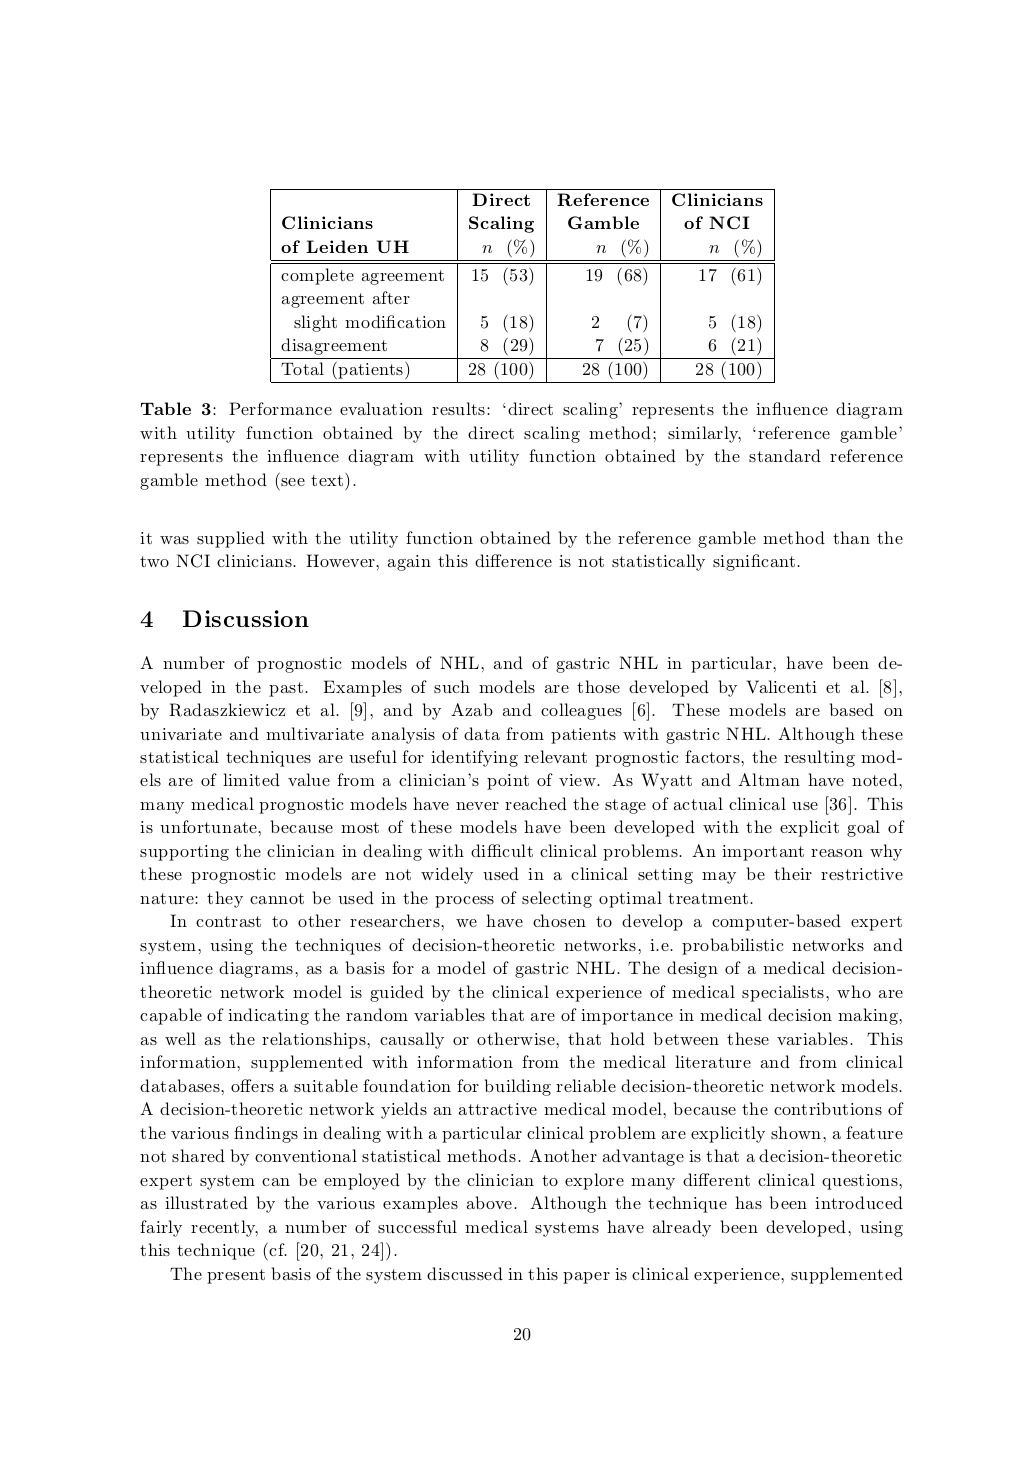 Direct Reference Clinicians
Clinicians Scaling Gamble of NCI
of Leiden UH n (%) n (%) n (%)
complete agreement 15 (53) 19 (68) 17 (61)
agreement after
slight modification 5 (18) 2 (7) 5 (18)
disagreement 8 (29) 7 (25) 6 (21)
Total (patients) 28 (100) 28 (100) 28 (100)
Table 3: Performance evaluation results: ‘direct scaling’ represents the influence diagram
with utility function obtained by the direct scaling method; similarly, ‘reference gamble’
represents the influence diagram with utility function obtained by the standard reference
gamble method (see text).
it was supplied with the utility function obtained by the reference gamble method than the
two NCI clinicians. However, again this difference is not statistically significant.
4 Discussion
A number of prognostic models of NHL, and of gastric NHL in particular, have been de-
veloped in the past. Examples of such models are those developed by Valicenti et al. [8],
by Radaszkiewicz et al. [9], and by Azab and colleagues [6]. These models are based on
univariate and multivariate analysis of data from patients with gastric NHL. Although these
statistical techniques are useful for identifying relevant prognostic factors, the resulting mod-
els are of limited value from a clinician’s point of view. As Wyatt and Altman have noted,
many medical prognostic models have never reached the stage of actual clinical use [36]. This
is unfortunate, because most of these models have been developed with the explicit goal of
supporting the clinician in dealing with difficult clinical problems. An important reason why
these prognostic models are not widely used in a clinical setting may be their restrictive
nature: they cannot be used in the process of selecting optimal treatment.
In contrast to other researchers, we have chosen to develop a computer-based expert
system, using the techniques of decision-theoretic networks, i.e. probabilistic networks and
influence diagrams, as a basis for a model of gastric NHL. The design of a medical decision-
theoretic network model is guided by the clinical experience of medical specialists, who are
capable of indicating the random variables that are of importance in medical decision making,
as well as the relationships, causally or otherwise, that hold between these variables. This
information, supplemented with information from the medical literature and from clinical
databases, offers a suitable foundation for building reliable decision-theoretic network models.
A decision-theoretic network yields an attractive medical model, because the contributions of
the various findings in dealing with a particular clinical problem are explicitly shown, a feature
not shared by conventional statistical methods. Another advantage is that a decision-theoretic
expert system can be employed by the clinician to explore many different clinical questions,
as illustrated by the various examples above. Although the technique has been introduced
fairly recently, a number of successful medical systems have already been developed, using
this technique (cf. [20, 21, 24]).
The present basis of the system discussed in this paper is clinical experience, supplemented
20